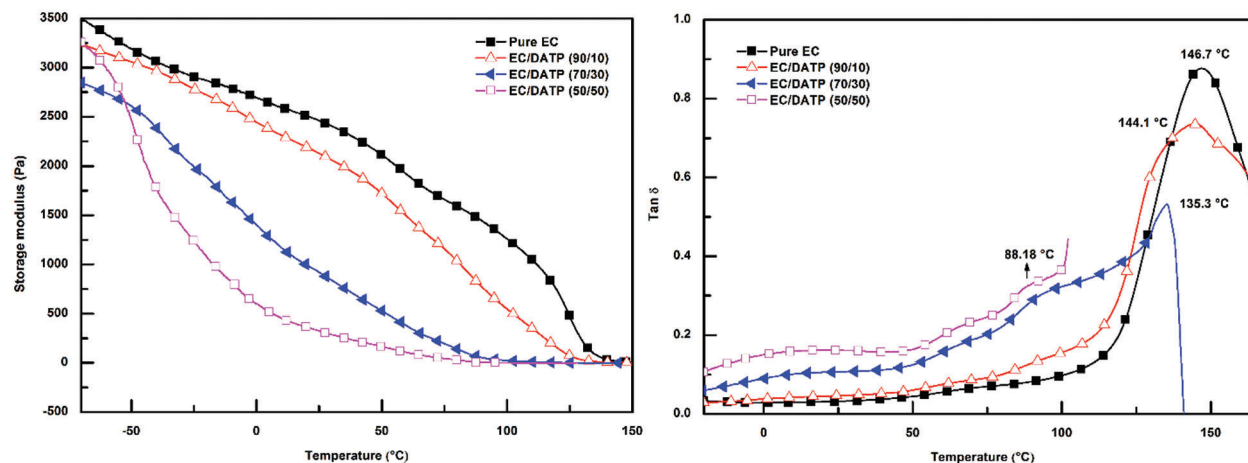 3500
3000
2500
2000
1500
1000
500
0
-500
Storage modulus (Pa)
-50
0
50
100
150
Temperature (°C)
Pure EC
EC/DATP (90/10)
EC/DATP (70/30)
EC/DATP (50/50)
1.0
0.8
0.6
0.4
0.2
0.0
Tan δ
0
50
100
150
Temperature (°C)
Pure EC
EC/DATP (90/10)
EC/DATP (70/30)
EC/DATP (50/50)
146.7 °C
144.1 °C
135.3 °C
88.18 °C